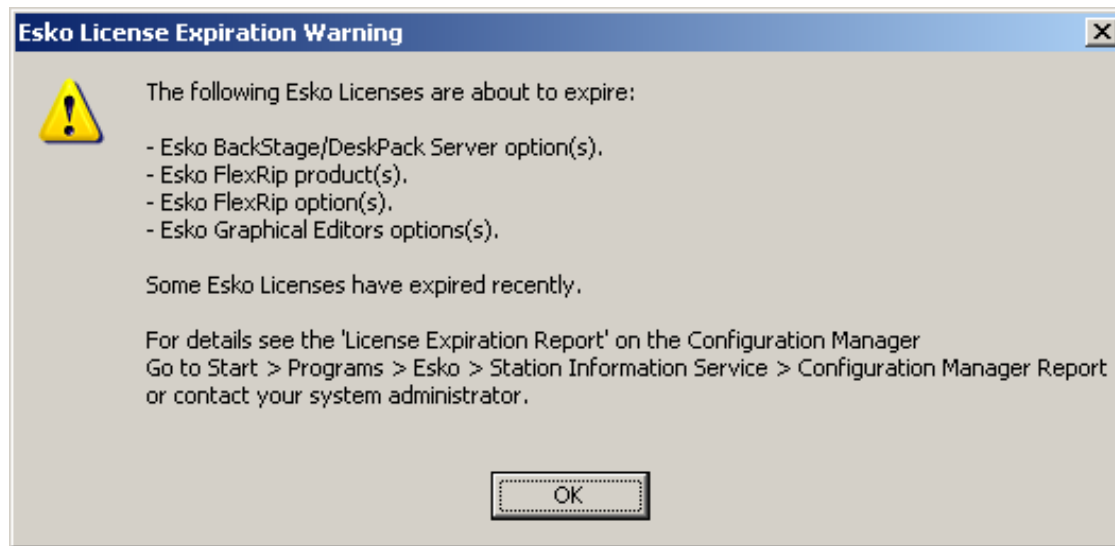 Esko License Expiration Warning
The following Esko Licenses are about to expire:
- Esko BackStage/DeskPack Server option(s).
- Esko FlexRip product(s).
- Esko FlexRip option(s).
- Esko Graphical Editors options(s).
Some Esko Licenses have expired recently.
For details see the 'License Expiration Report' on the Configuration Manager
Go to Start > Programs > Esko > Station Information Service > Configuration Manager Report
or contact your system administrator.
OK